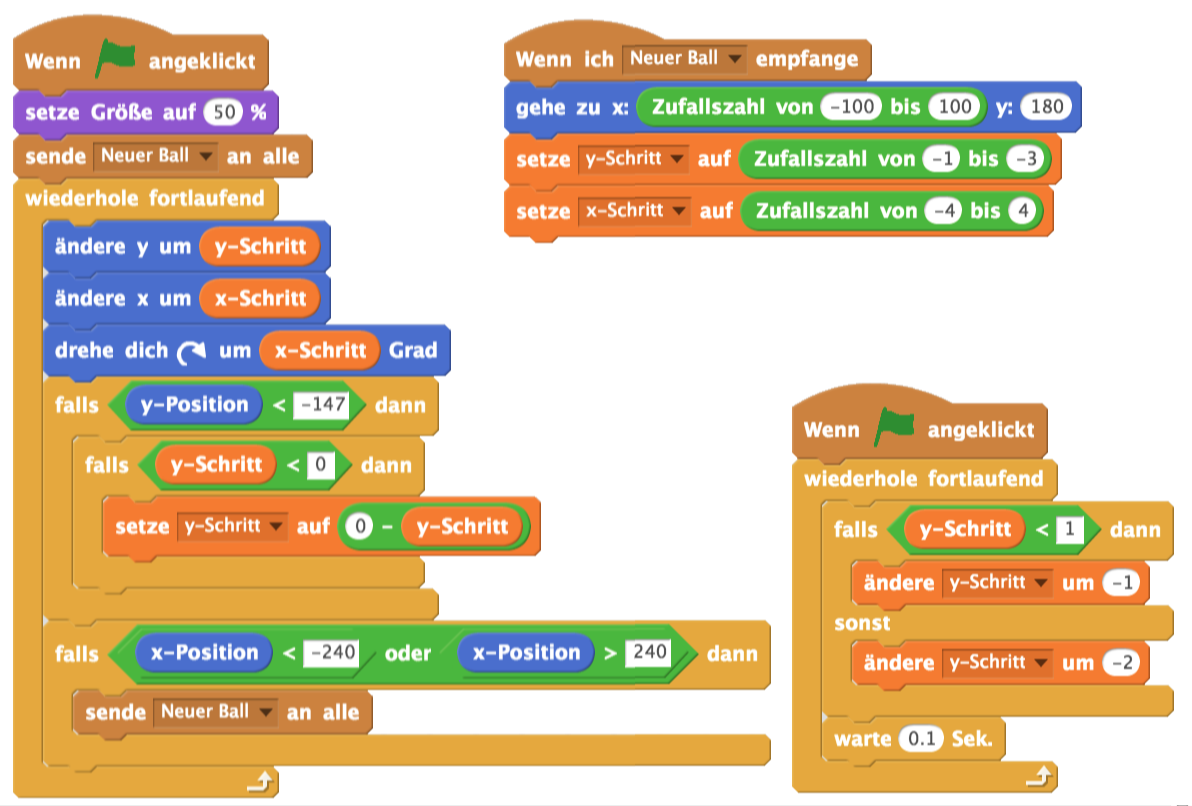 Wenn angeklickt
setze Größe auf 50 %
sende Neuer Ball an alle
wiederhole fortlaufend
ändere y um y-Schritt
ändere x um x-Schritt
drehe dich um x-Schritt Grad
falls y-Position < -147 dann
falls y-Schritt < 0 dann
setze y-Schritt auf 0 - y-Schritt
falls x-Position < -240 oder x-Position > 240 dann
sende Neuer Ball an alle
Wenn ich Neuer Ball empfange
gehe zu x: Zufallszahl von -100 bis 100 y: 180
setze y-Schritt auf Zufallszahl von -1 bis -3
setze x-Schritt auf Zufallszahl von -4 bis 4
Wenn angeklickt
wiederhole fortlaufend
falls y-Schritt < 1 dann
ändere y-Schritt um -1
sonst
ändere y-Schritt um -2
warte 0.1 Sek.